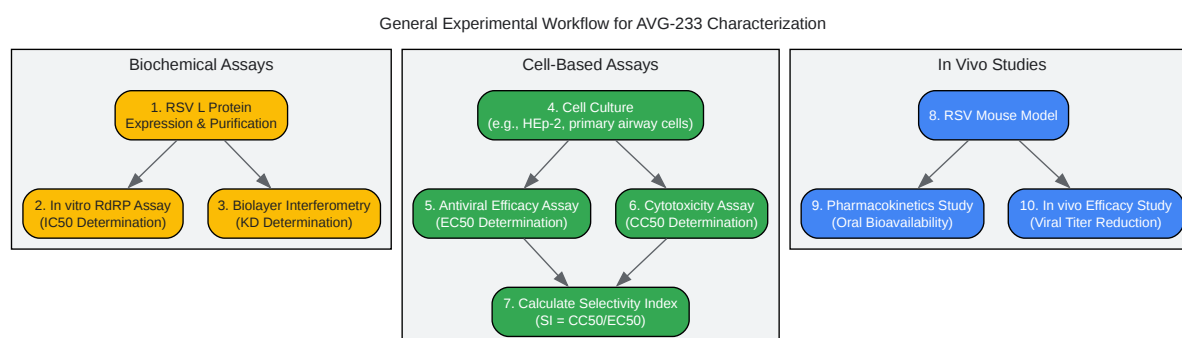 General Experimental Workflow for AVG-233 Characterization
Biochemical Assays
1. RSV L Protein
Expression & Purification
2. In vitro RdRP Assay
(IC50 Determination)
3. Biolayer Interferometry
(KD Determination)
Cell-Based Assays
4. Cell Culture
(e.g., HEp-2, primary airway cells)
5. Antiviral Efficacy Assay
(EC50 Determination)
6. Cytotoxicity Assay
(CC50 Determination)
7. Calculate Selectivity Index
(SI = CC50/EC50)
In Vivo Studies
8. RSV Mouse Model
9. Pharmacokinetics Study
(Oral Bioavailability)
10. In vivo Efficacy Study
(Viral Titer Reduction)